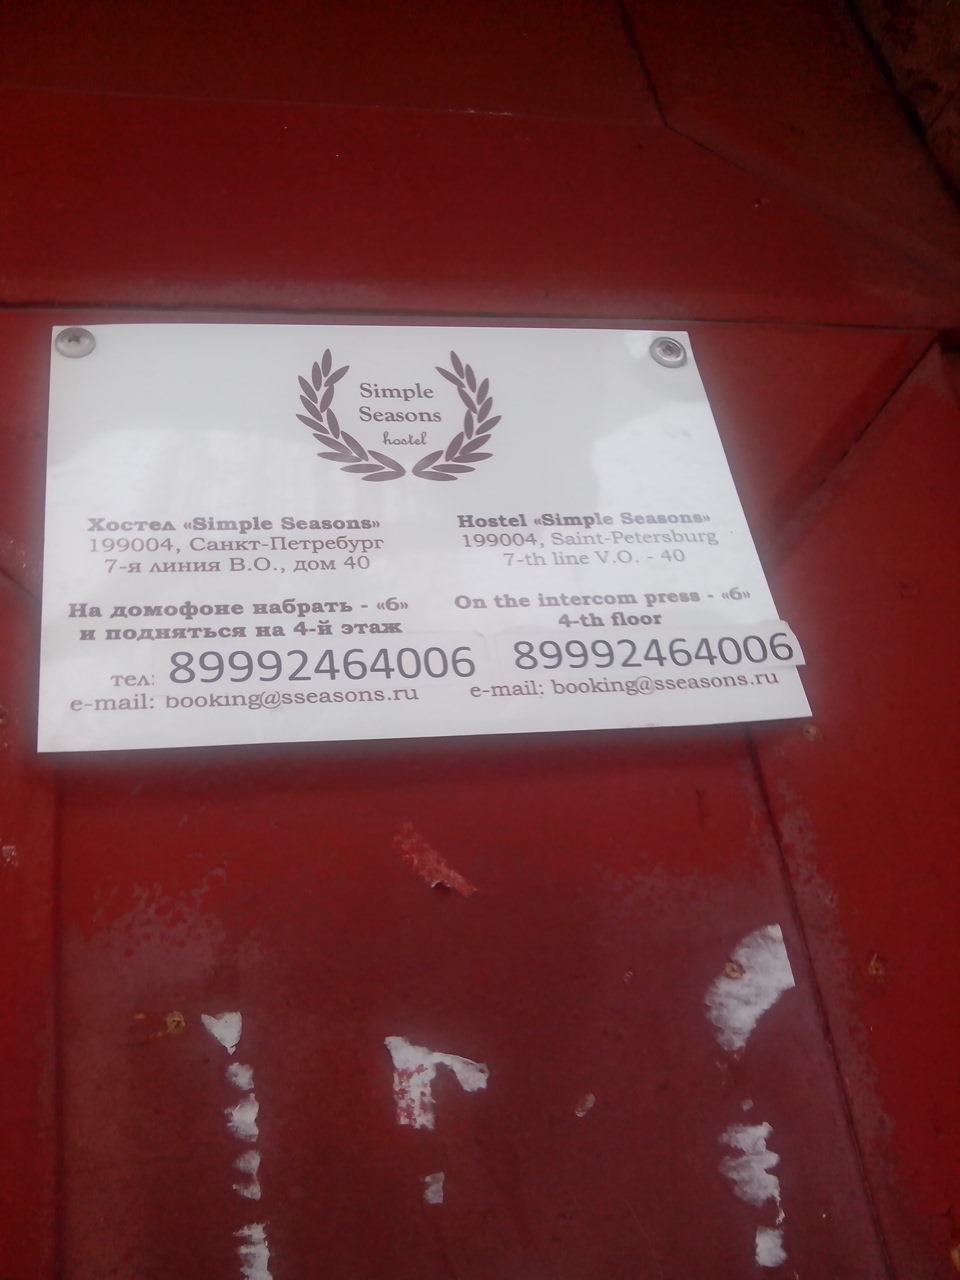 Simple
Seasons
hostel
Хостел «Simple Seasons»
199004, Санкт-Петребург
7-я линия В.О., дом 40
На домофоне набрать - «6»
и подняться на 4-й этаж
тел: 89992464006
e-mail: booking@sseasons.ru
Hostel «Simple Seasons»
199004, Saint-Petersburg
7-th line V.O. - 40
On the intercom press - «6»
4-th floor
89992464006
e-mail: booking@sseasons.ru